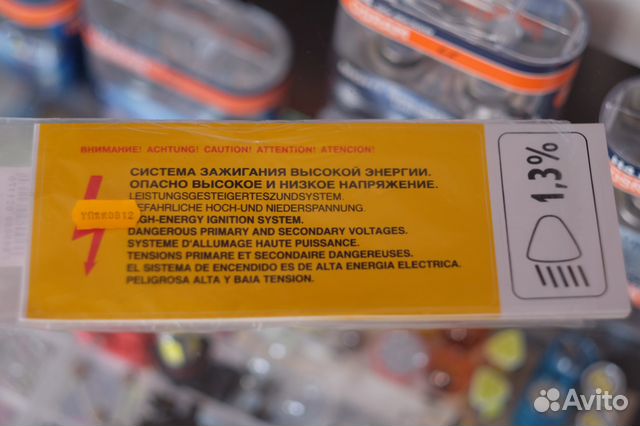 ВНИМАНИЕ! ACHTUNG! CAUTION! ATTENTION! ATENCION!
СИСТЕМА ЗАЖИГАНИЯ ВЫСОКОЙ ЭНЕРГИИ.
ОПАСНО ВЫСОКОЕ И НИЗКОЕ НАПРЯЖЕНИЕ.
LEISTUNGSGESTEIGERTESZUNDSYSTEM.
GEFAHRLICHE HOCH-UND NIEDERSPANNUNG.
HIGH-ENERGY IGNITION SYSTEM.
DANGEROUS PRIMARY AND SECONDARY VOLTAGES.
SYSTEME D'ALLUMAGE HAUTE PUISSANCE.
TENSIONS PRIMARE ET SECONDAIRE DANGEREUSES.
EL SISTEMA DE ENCENDIDO ES DE ALTA ENERGIA ELECTRICA.
PELIGROSA ALTA Y BAIA TENSION.
1,3%
Avito